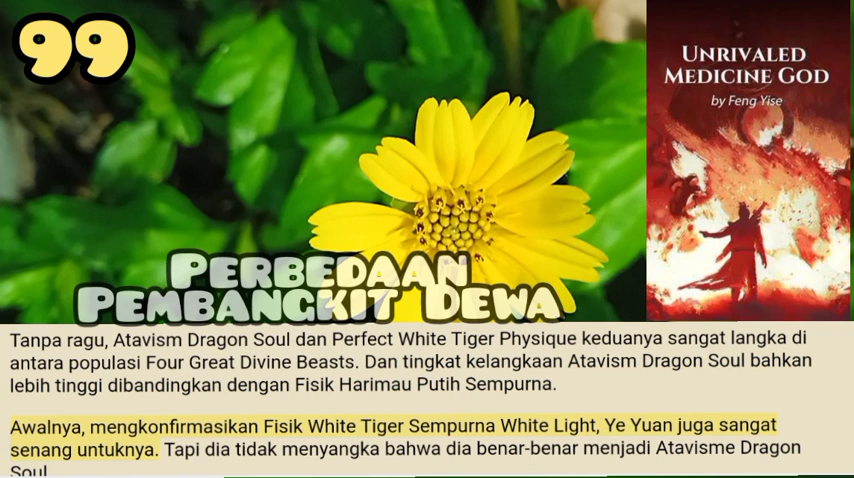 99
UNRIVALED
MEDICINE GOD
by Feng Yise
PERBEDAAN
PEMBANGKIT DEWA
Tanpa ragu, Atavism Dragon Soul dan Perfect White Tiger Physique keduanya sangat langka di
antara populasi Four Great Divine Beasts. Dan tingkat kelangkaan Atavism Dragon Soul bahkan
lebih tinggi dibandingkan dengan Fisik Harimau Putih Sempurna.
Awalnya, mengkonfirmasikan Fisik White Tiger Sempurna White Light, Ye Yuan juga sangat
senang untuknya. Tapi dia tidak menyangka bahwa dia benar-benar menjadi Atavisme Dragon
Soul